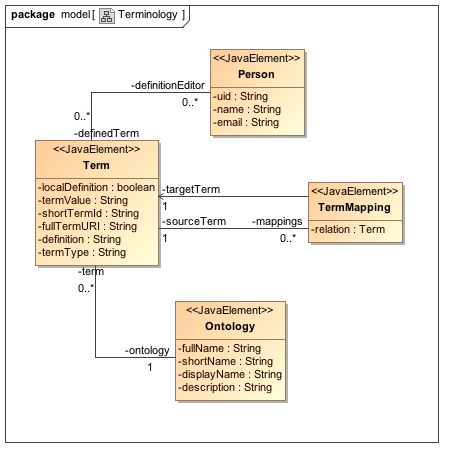 package model[ Terminology ]
<<JavaElement>>
Person
-uid : String
-name : String
-email : String
-definitionEditor
0..*
0..*
-definedTerm
<<JavaElement>>
Term
-localDefinition : boolean
-termValue : String
-shortTermId : String
-fullTermURI : String
-definition : String
-termType : String
-targetTerm
1
-sourceTerm
1
-mappings
0..*
<<JavaElement>>
TermMapping
-relation : Term
-term
0..*
-ontology
1
<<JavaElement>>
Ontology
-fullName : String
-shortName : String
-displayName : String
-description : String